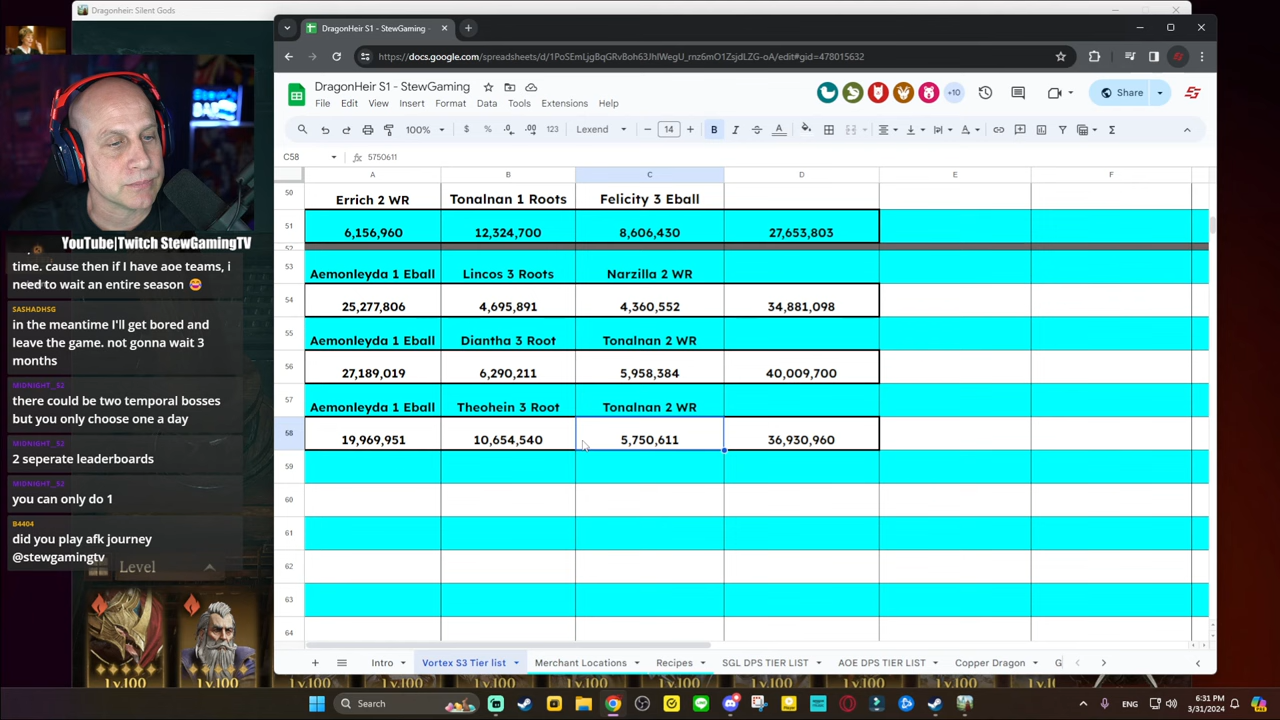 Dragonheir: Silent Gods
DragonHeir S1 - StewGaming -
https://docs.google.com/spreadsheets/d/1PoSEmLjgBqGRvBoh63JhIWegU_rnz6mO1ZsjdLZG-oA/edit#gid=478015632
DragonHeir S1 - StewGaming
File Edit View Insert Format Data Tools Extensions Help
+10
Share
100% $ % .0 .00 123 Lexend 14 B I A
C58 fx 5750611
A B C D E F
50 Errich 2 WR Tonalnan 1 Roots Felicity 3 Eball
51 6,156,960 12,324,700 8,606,430 27,653,803
52
53 Aemonleyda 1 Eball Lincos 3 Roots Narzilla 2 WR
54 25,277,806 4,695,891 4,360,552 34,881,098
55 Aemonleyda 1 Eball Diantha 3 Root Tonalnan 2 WR
56 27,189,019 6,290,211 5,958,384 40,009,700
57 Aemonleyda 1 Eball Theohein 3 Root Tonalnan 2 WR
58 19,969,951 10,654,540 5,750,611 36,930,960
59
60
61
62
63
64
Intro Vortex S3 Tier list Merchant Locations Recipes SGL DPS TIER LIST AOE DPS TIER LIST Copper Dragon G
YouTube|Twitch StewGamingTV
time. cause then if I have aoe teams, i
need to wait an entire season
SASHADHSG
in the meantime I'll get bored and
leave the game. not gonna wait 3
months
MIDNIGHT_52
there could be two temporal bosses
but you only choose one a day
MIDNIGHT_52
2 seperate leaderboards
MIDNIGHT_52
you can only do 1
B4404
did you play afk journey
@stewgamingtv
Level
Lv.100 Lv.100
Search
ENG
6:31 PM
3/31/2024